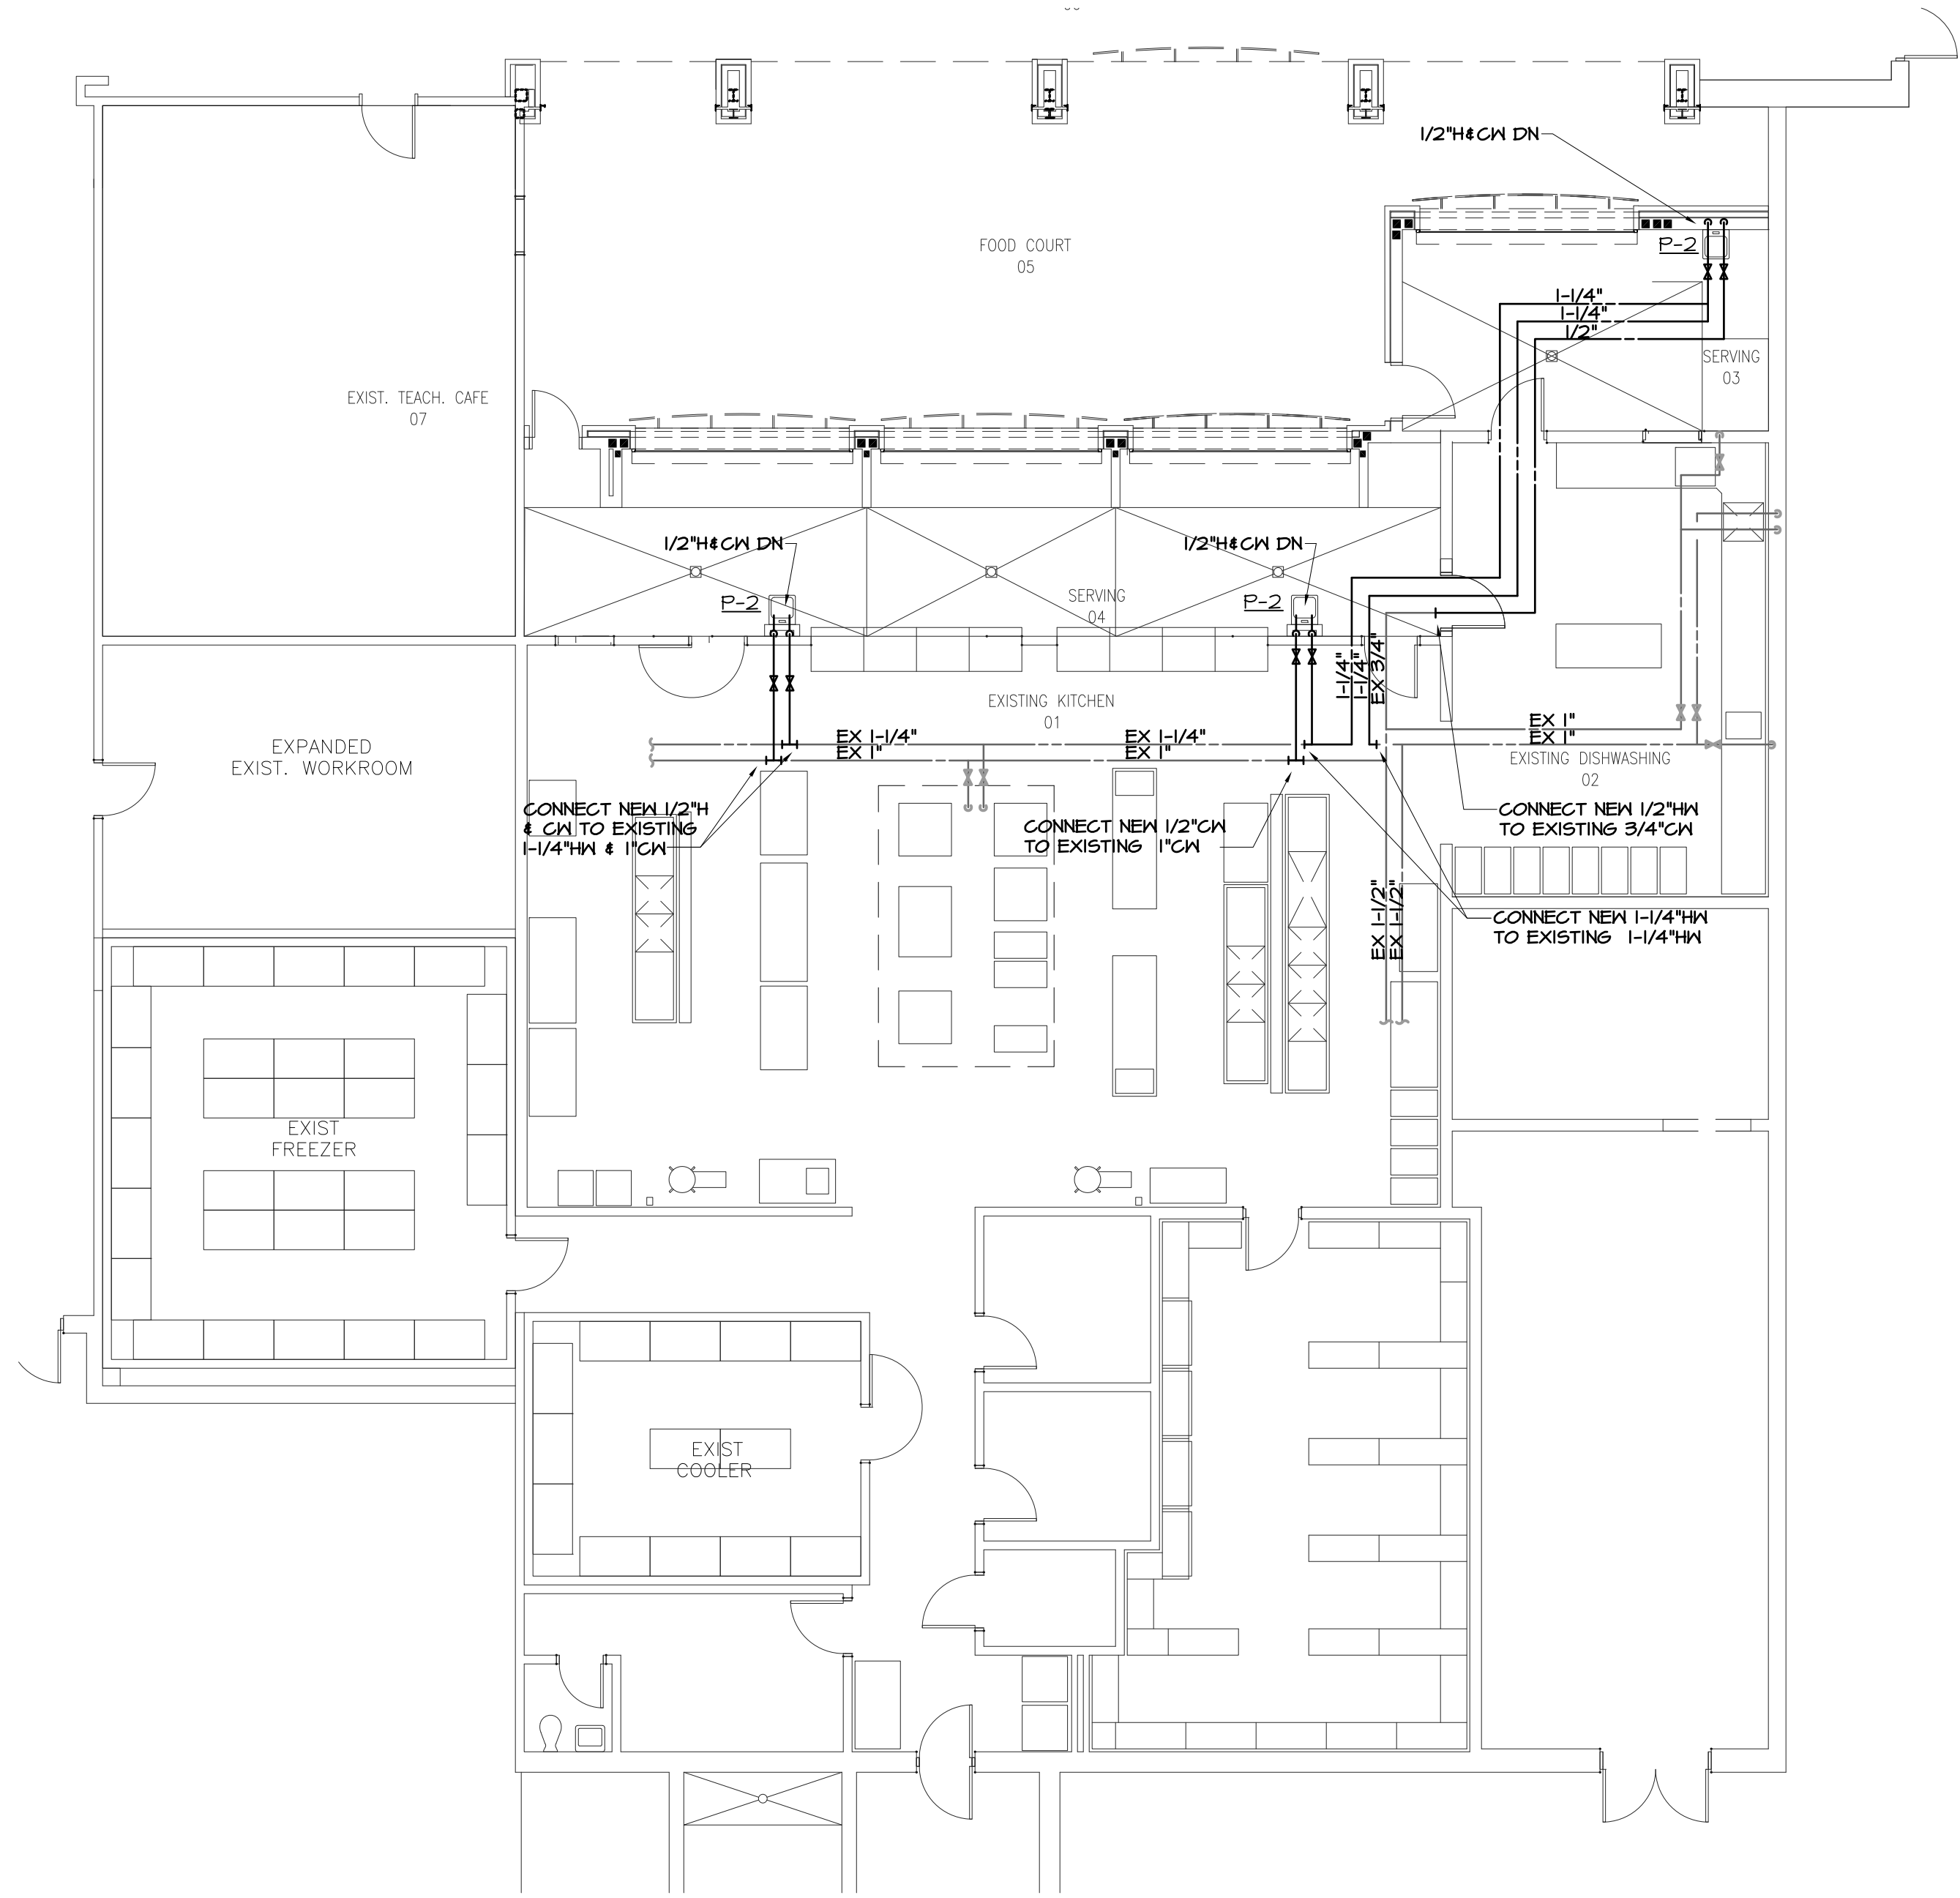 1/2"H&CW DN
P-2
FOOD COURT
05
1-1/4"
1-1/4"
1/2"
SERVING
03
EXIST. TEACH. CAFE
07
1/2"H&CW DN
1/2"H&CW DN
P-2
SERVING
04
P-2
1-1/4"
1-1/4"
EX 3/4"
EXISTING KITCHEN
01
EX 1-1/4"
EX 1"
EX 1-1/4"
EX 1"
EX 1"
EX 1"
EXPANDED
EXIST. WORKROOM
EXISTING DISHWASHING
02
CONNECT NEW 1/2"H
& CW TO EXISTING
1-1/4"HW & 1"CW
CONNECT NEW 1/2"CW
TO EXISTING 1"CW
CONNECT NEW 1/2"HW
TO EXISTING 3/4"CW
EX 1-1/2"
EX 1-1/2"
CONNECT NEW 1-1/4"HW
TO EXISTING 1-1/4"HW
EXIST
FREEZER
EXIST
COOLER